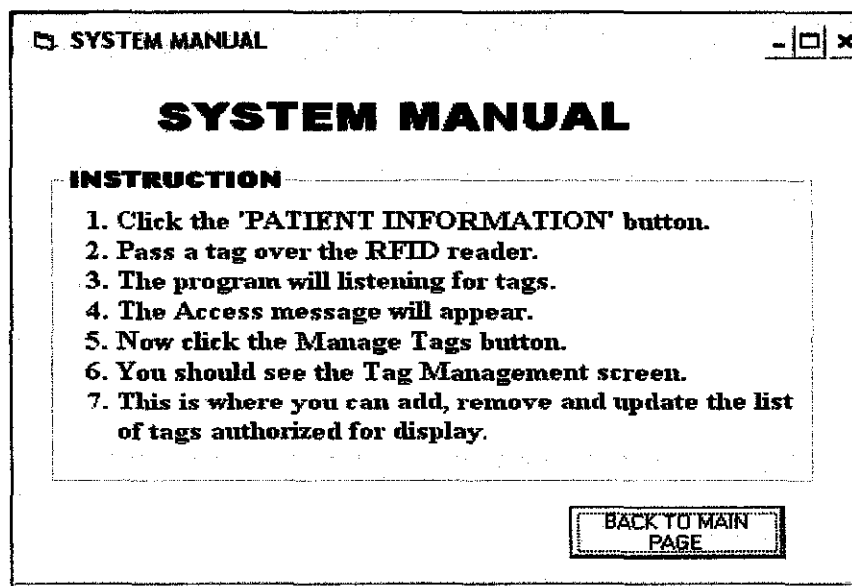 SYSTEM MANUAL
SYSTEM MANUAL
INSTRUCTION
1. Click the 'PATIENT INFORMATION' button.
2. Pass a tag over the RFID reader.
3. The program will listening for tags.
4. The Access message will appear.
5. Now click the Manage Tags button.
6. You should see the Tag Management screen.
7. This is where you can add, remove and update the list
of tags authorized for display.
BACK TO MAIN
PAGE